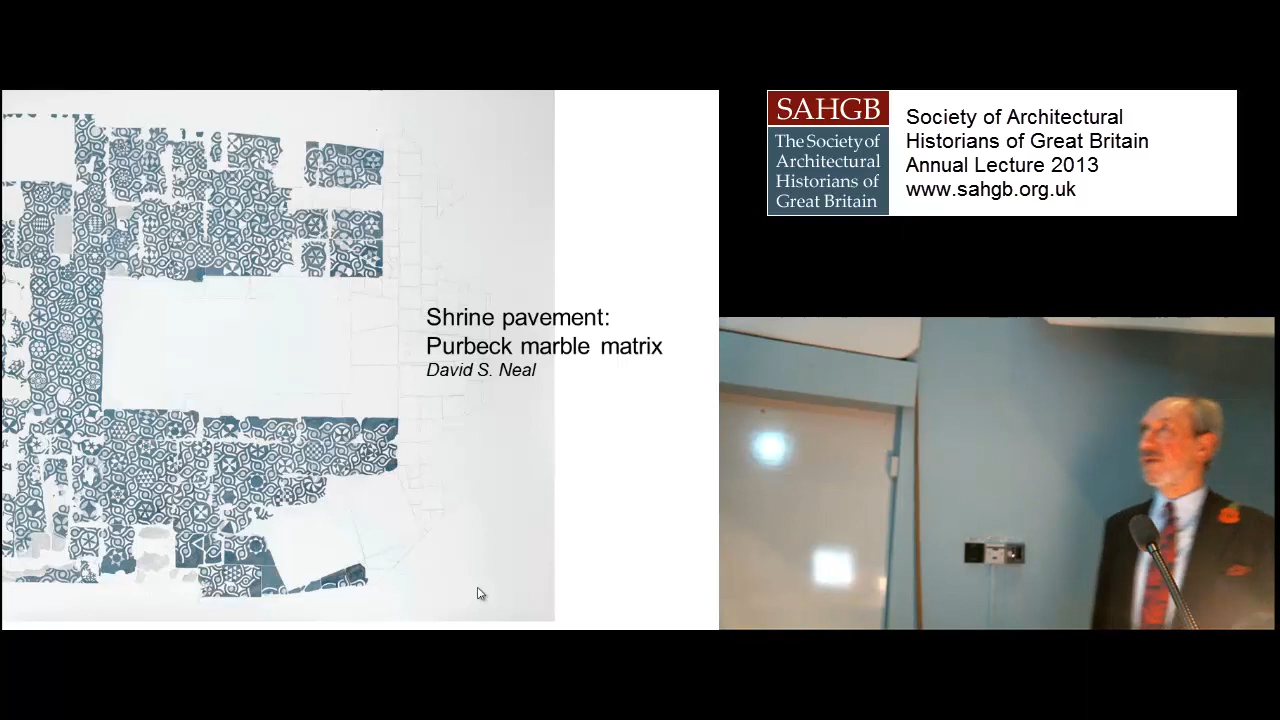 Shrine pavement:
Purbeck marble matrix
David S. Neal
SAHGB
The Society of
Architectural
Historians of
Great Britain
Society of Architectural
Historians of Great Britain
Annual Lecture 2013
www.sahgb.org.uk